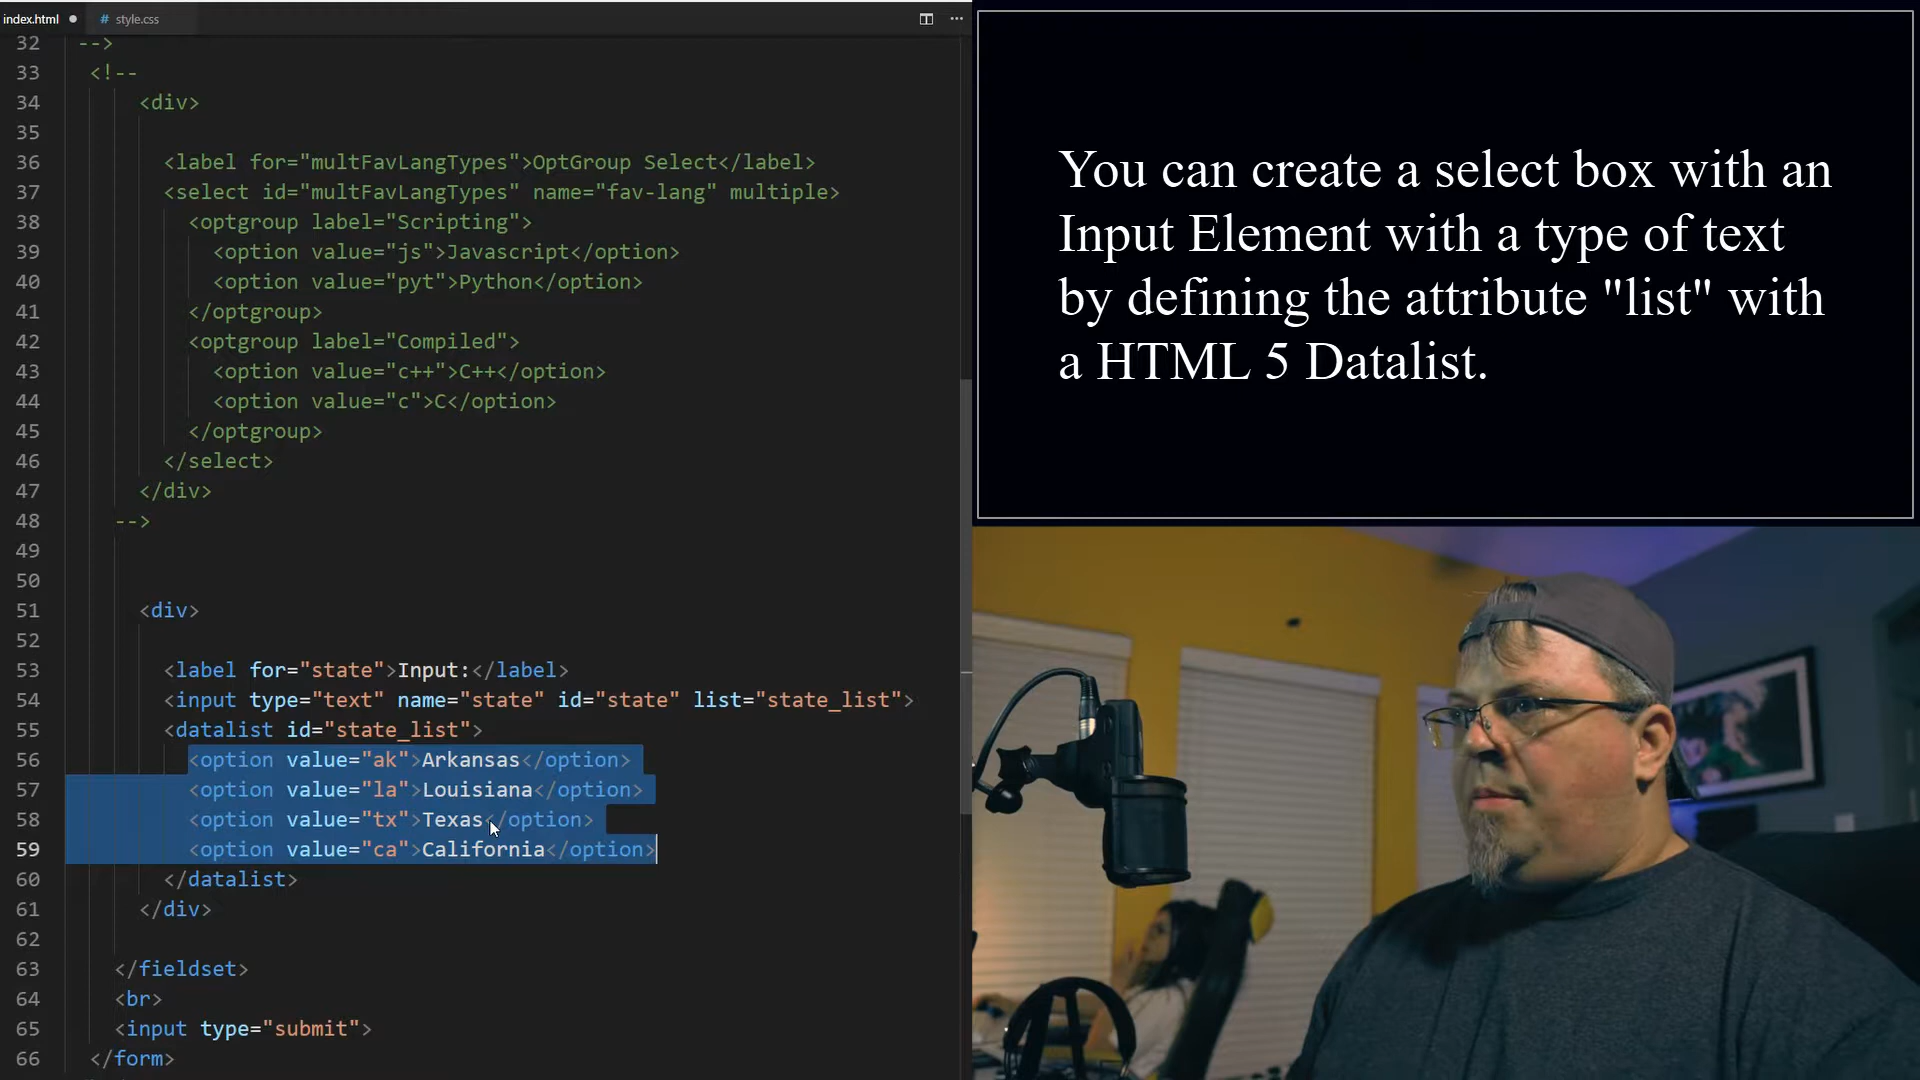 index.html
# style.css
32 -->
33 <!--
34 <div>
35
36 <label for="multFavLangTypes">OptGroup Select</label>
37 <select id="multFavLangTypes" name="fav-lang" multiple>
38 <optgroup label="Scripting">
39 <option value="js">Javascript</option>
40 <option value="pyt">Python</option>
41 </optgroup>
42 <optgroup label="Compiled">
43 <option value="c++">C++</option>
44 <option value="c">C</option>
45 </optgroup>
46 </select>
47 </div>
48 -->
49
50
51 <div>
52
53 <label for="state">Input:</label>
54 <input type="text" name="state" id="state" list="state_list">
55 <datalist id="state_list">
56 <option value="ak">Arkansas</option>
57 <option value="la">Louisiana</option>
58 <option value="tx">Texas</option>
59 <option value="ca">California</option>
60 </datalist>
61 </div>
62
63 </fieldset>
64 <br>
65 <input type="submit">
66 </form>
You can create a select box with an
Input Element with a type of text
by defining the attribute "list" with
a HTML 5 Datalist.